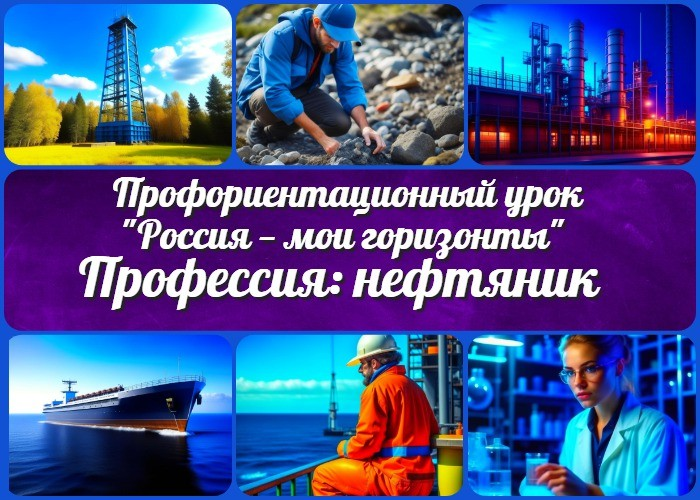 Профориентационный урок
"Россия – мои горизонты"
Профессия: нефтяник